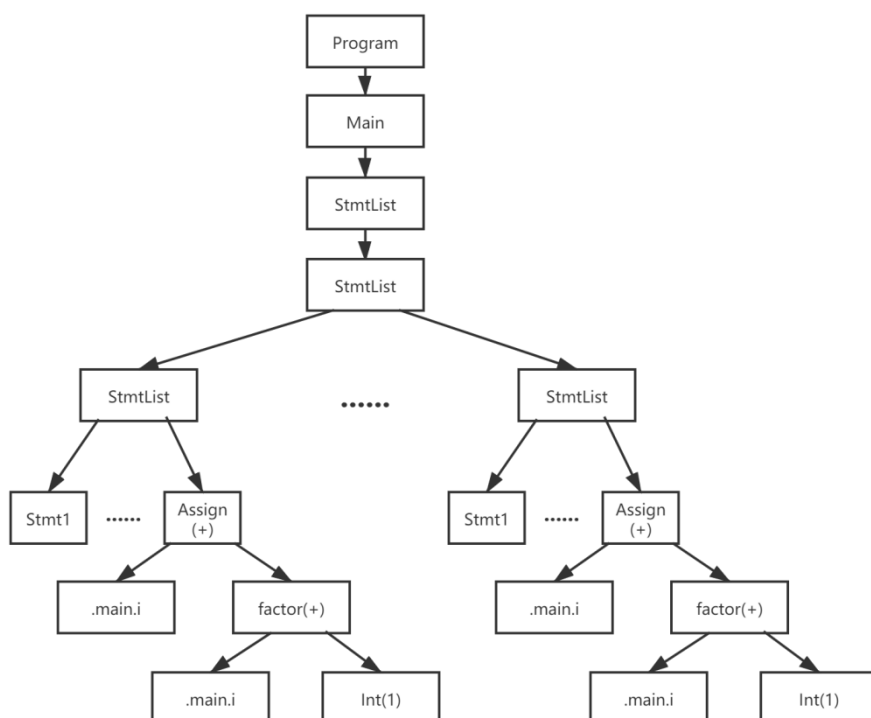 Program
Main
StmtList
StmtList
StmtList
......
StmtList
Stmt1
......
Assign
(+)
Stmt1
......
Assign
(+)
.main.i
factor(+)
.main.i
factor(+)
.main.i
Int(1)
.main.i
Int(1)